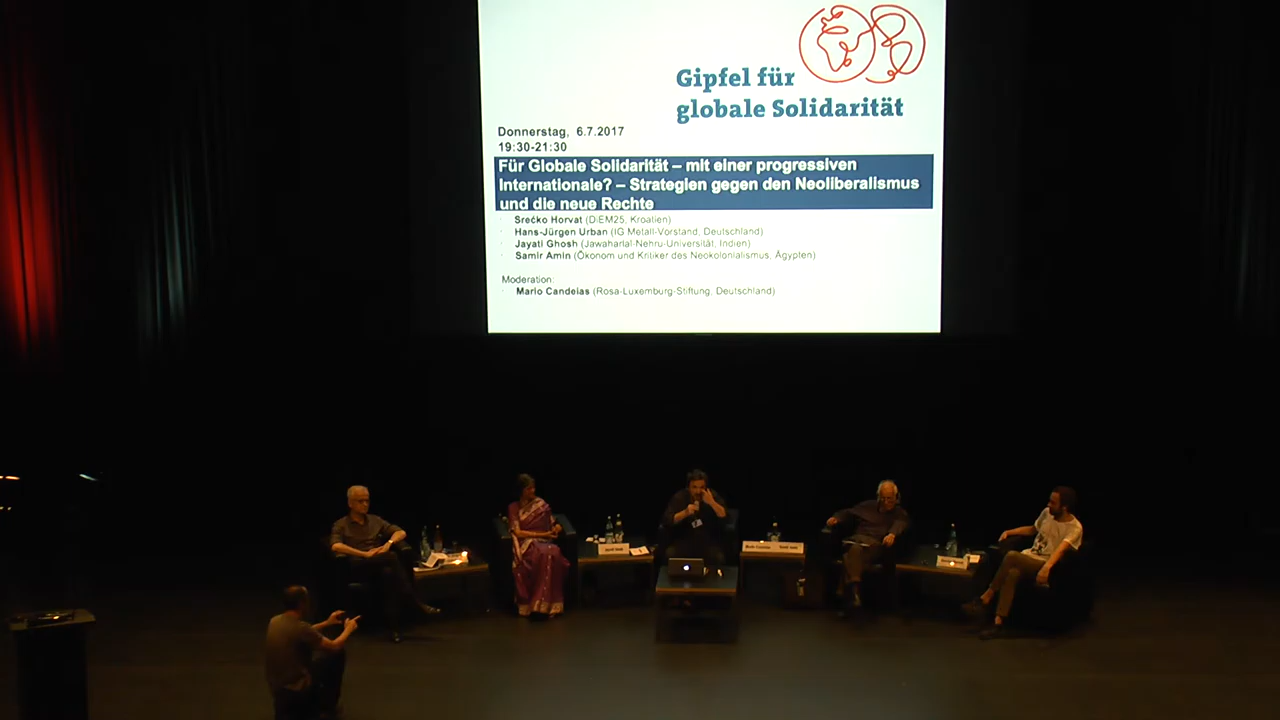 Gipfel für
globale Solidarität
Donnerstag, 6.7.2017
19:30-21:30
Für Globale Solidarität – mit einer progressiven
Internationale? – Strategien gegen den Neoliberalismus
und die neue Rechte
Srećko Horvat (DiEM25, Kroatien)
Hans-Jürgen Urban (IG Metall-Vorstand, Deutschland)
Jayati Ghosh (Jawaharlal-Nehru-Universität, Indien)
Samir Amin (Ökonom und Kritiker des Neokolonialismus, Ägypten)
Moderation:
Mario Candeias (Rosa-Luxemburg-Stiftung, Deutschland)